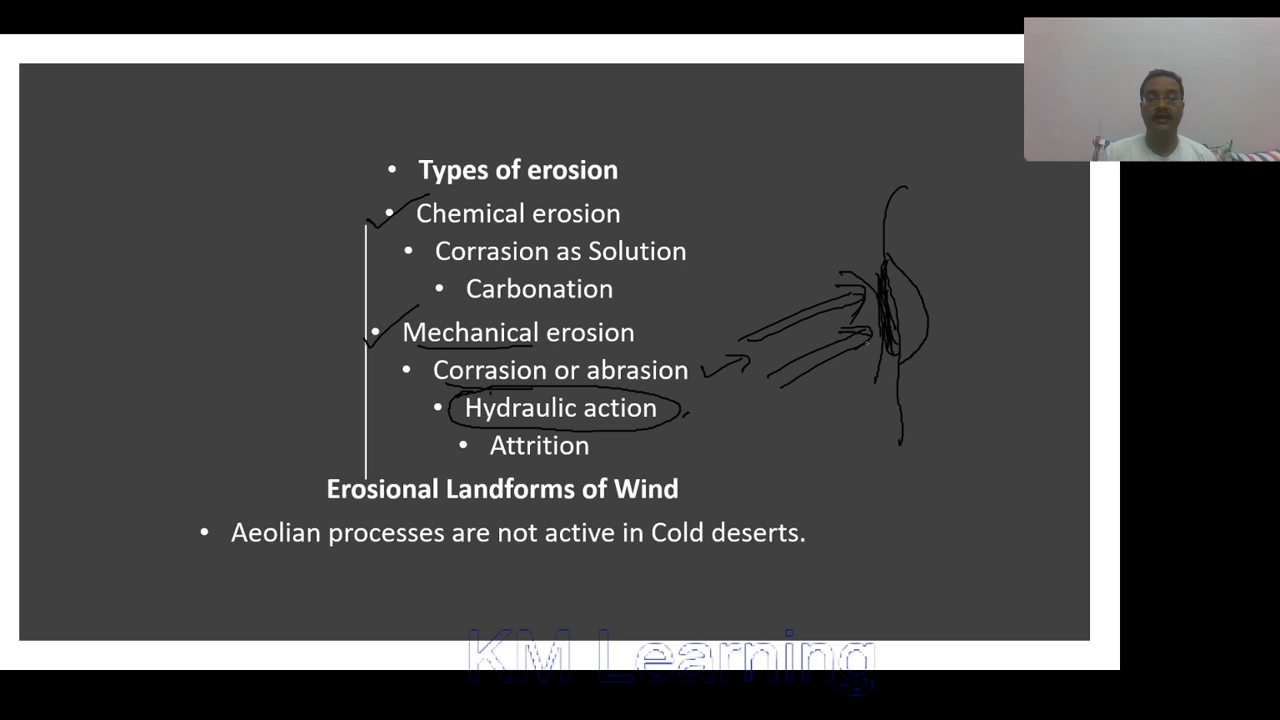 Types of erosion
Chemical erosion
Corrasion as Solution
Carbonation
Mechanical erosion
Corrasion or abrasion
Hydraulic action
Attrition
Erosional Landforms of Wind
Aeolian processes are not active in Cold deserts.
KM Learning